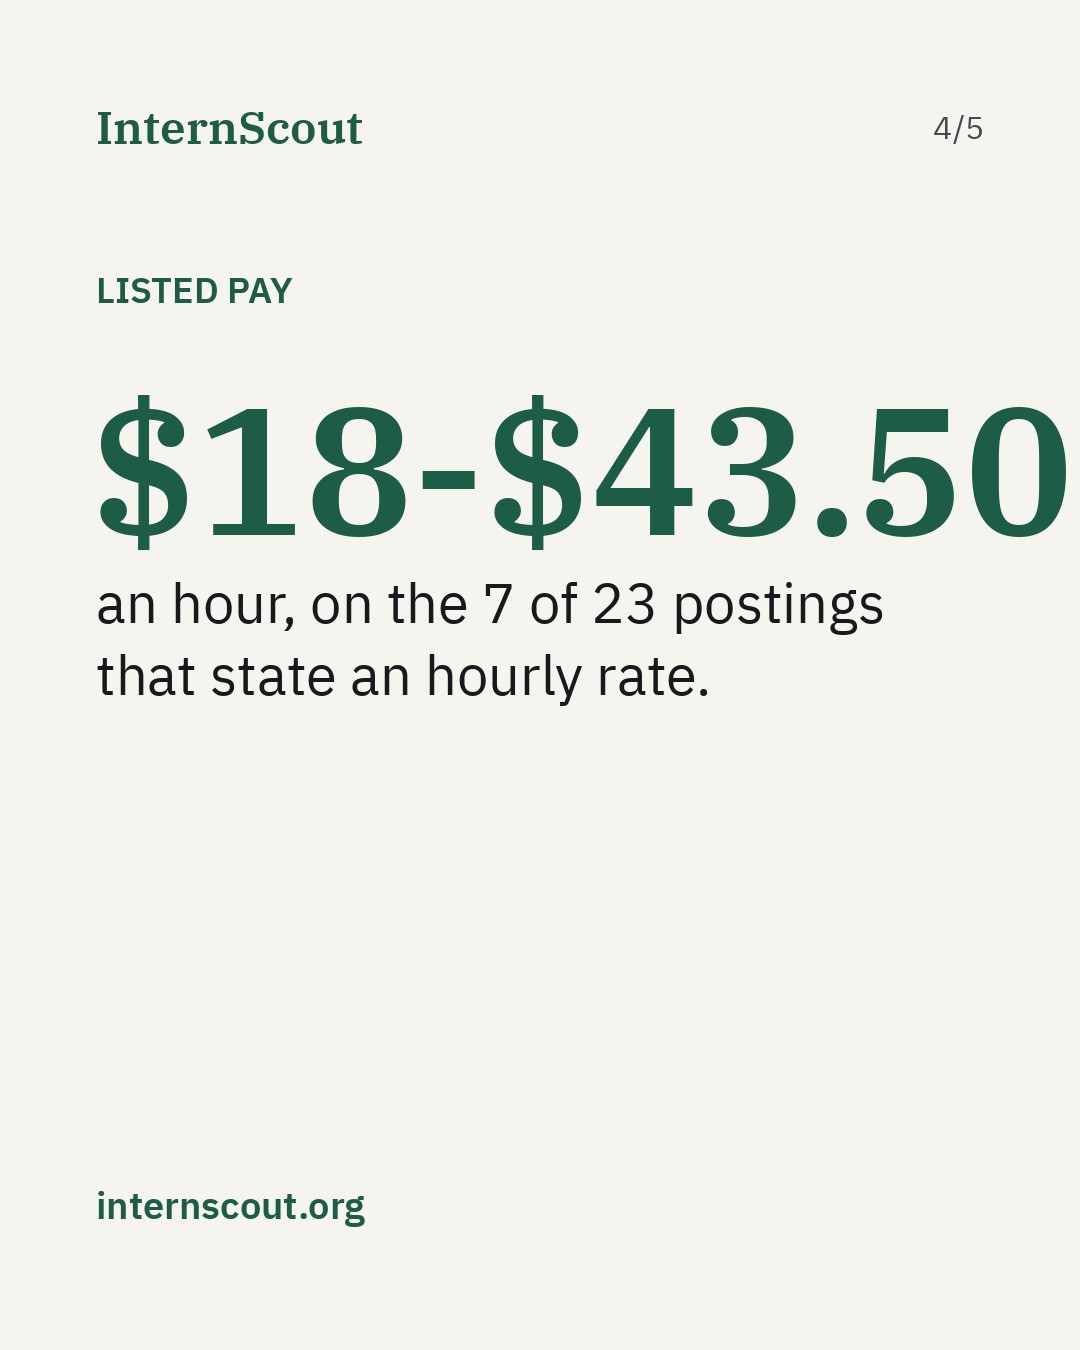 InternScout
4/5
LISTED PAY
$18-$43.50
an hour, on the 7 of 23 postings
that state an hourly rate.
internscout.org